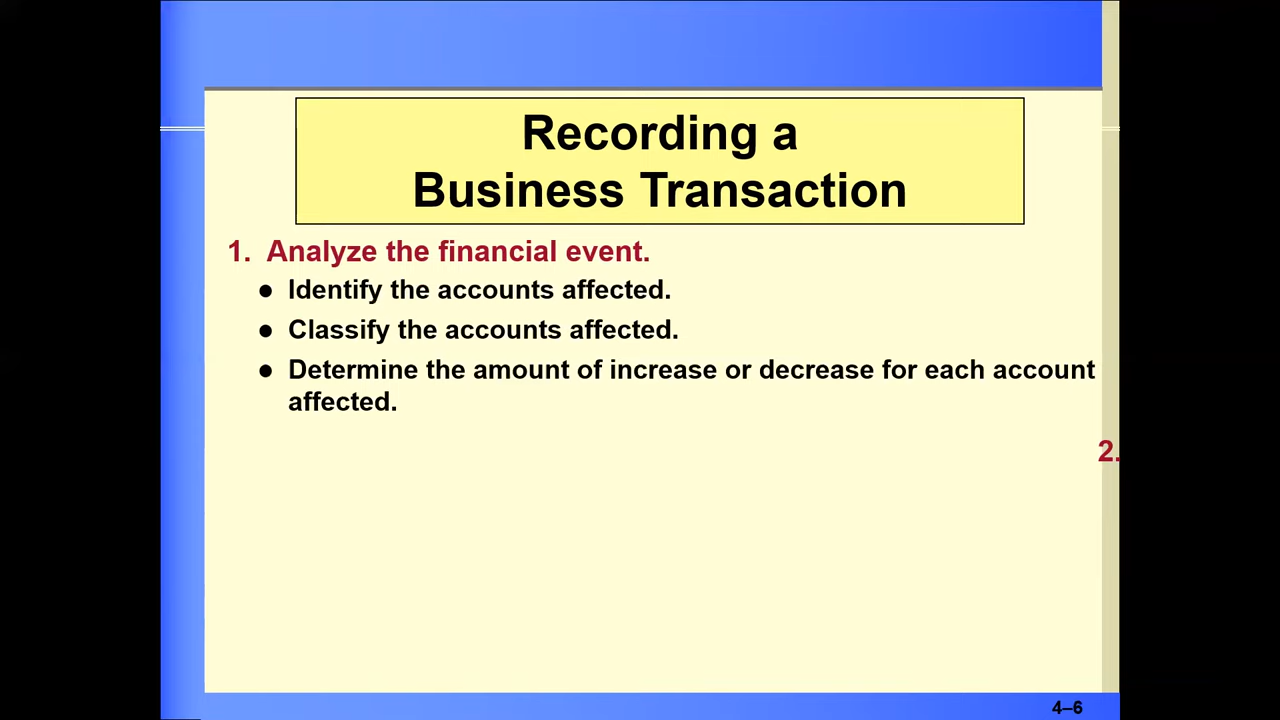 Recording a
Business Transaction
1. Analyze the financial event.
● Identify the accounts affected.
● Classify the accounts affected.
● Determine the amount of increase or decrease for each account
affected.
2.
4–6